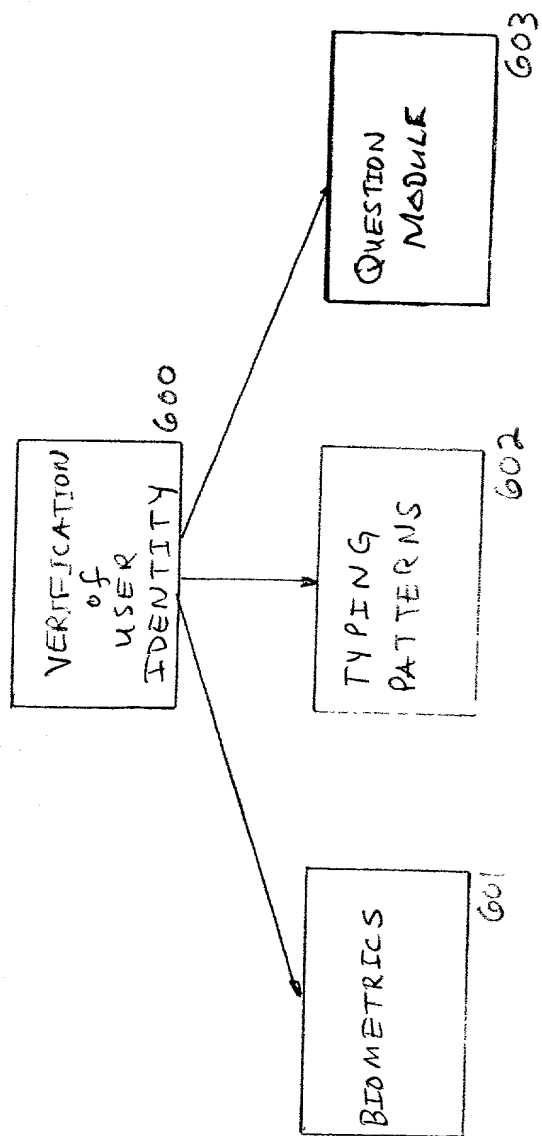 VERIFICATION
of
USER
IDENTITY
600
BIOMETRICS
601
TYPING
PATTERNS
602
QUESTION
MODULE
603